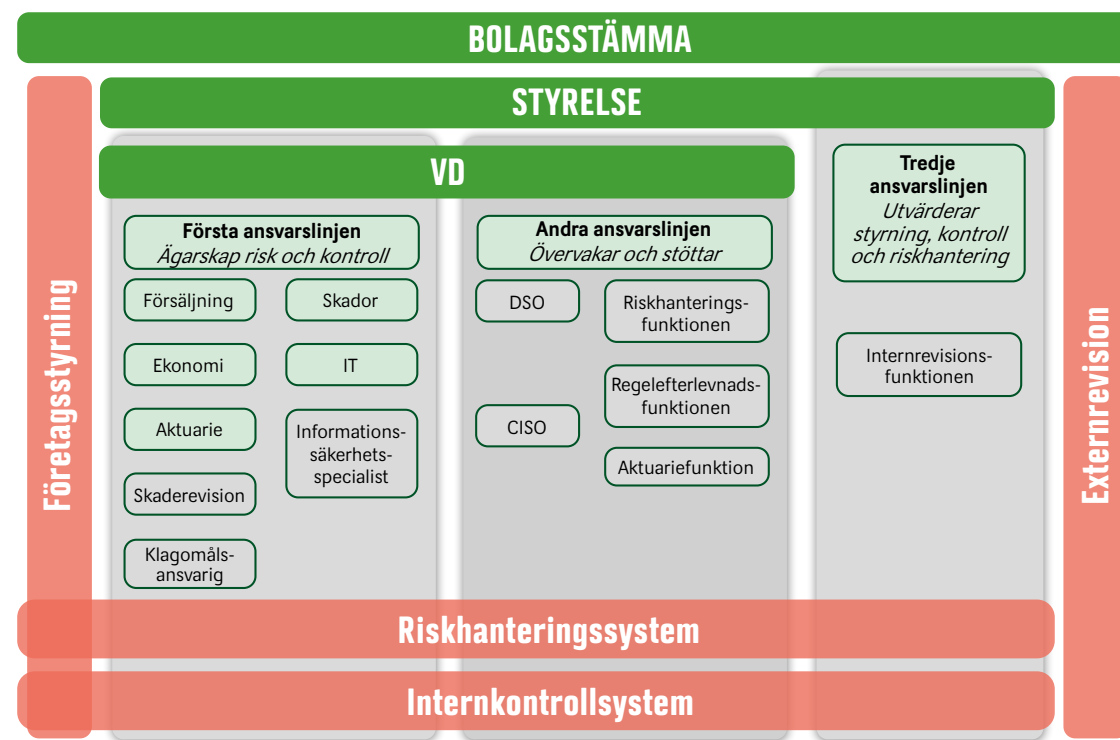 BOLAGSSTÄMMA
STYRELSE
VD
Företagsstyrning
Första ansvarslinjen
Ägarskap risk och kontroll
Försäljning
Skador
Ekonomi
IT
Aktuarie
Informations-
säkerhets-
specialist
Skaderevision
Klagomåls-
ansvarig
Andra ansvarslinjen
Övervakar och stöttar
DSO
Riskhanterings-
funktionen
Regelefterlevnads-
funktionen
CISO
Aktuariefunktion
Tredje
ansvarslinjen
Utvärderar
styrning, kontroll
och riskhantering
Internrevisions-
funktionen
Externrevision
Riskhanteringssystem
Internkontrollsystem